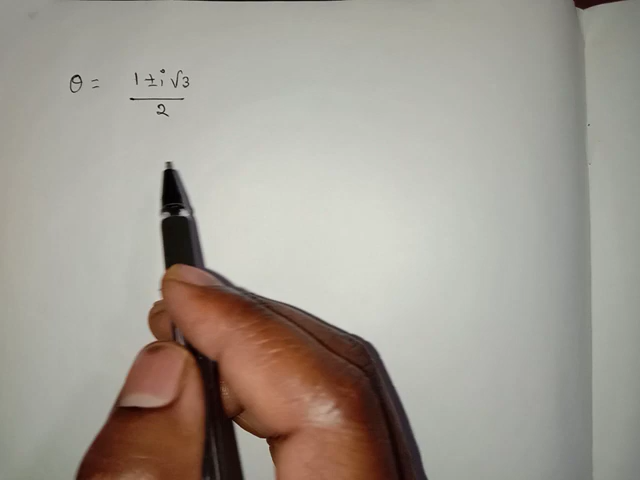 θ = (1 ± i √3) / 2